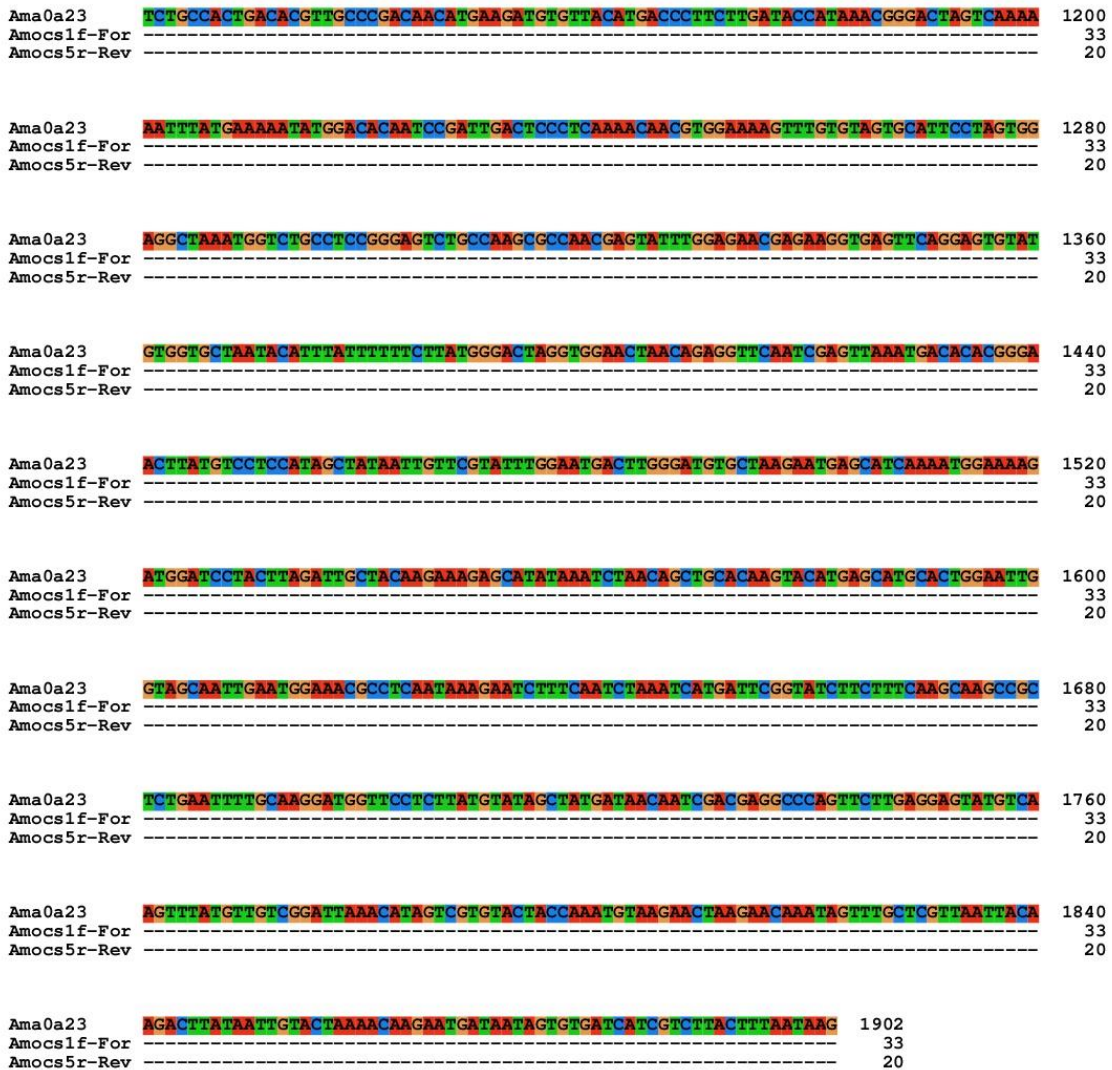 Ama0a23 TCTGCCACTGACACGTTGCCCGACAACATGAAGATGTGTTACATGACCCTTCTTGATACCATAAACGGGACTAGTCAAAA 1200
Amocs1f-For -------------------------------------------------------------------------------- 33
Amocs5r-Rev -------------------------------------------------------------------------------- 20
Ama0a23 AATTTATGAAAAATATGGACACAATCCGATTGACTCCCTCAAAACAACGTGGAAAAGTTTGTGTAGTGCATTCCTAGTGG 1280
Amocs1f-For -------------------------------------------------------------------------------- 33
Amocs5r-Rev -------------------------------------------------------------------------------- 20
Ama0a23 AGGCTAAATGGTCTGCCTCCGGGAGTCTGCCAAGCGCCAACGAGTATTTGGAGAACGAGAAGGTGAGTTCAGGAGTGTAT 1360
Amocs1f-For -------------------------------------------------------------------------------- 33
Amocs5r-Rev -------------------------------------------------------------------------------- 20
Ama0a23 GTGGTGCTAATACATTTATTTTTTCTTATGGGACTAGGTGGAACTAACAGAGGTTCAATCGAGTTAAATGACACACGGGA 1440
Amocs1f-For -------------------------------------------------------------------------------- 33
Amocs5r-Rev -------------------------------------------------------------------------------- 20
Ama0a23 ACTTATGTCCTCCATAGCTATAATTGTTCGTATTTGGAATGACTTGGGATGTGCTAAGAATGAGCATCAAAATGGAAAAG 1520
Amocs1f-For -------------------------------------------------------------------------------- 33
Amocs5r-Rev -------------------------------------------------------------------------------- 20
Ama0a23 ATGGATCCTACTTAGATTGCTACAAGAAAGAGCATATAAATCTAACAGCTGCACAAGTACATGAGCATGCACTGGAATTG 1600
Amocs1f-For -------------------------------------------------------------------------------- 33
Amocs5r-Rev -------------------------------------------------------------------------------- 20
Ama0a23 GTAGCAATTGAATGGAAACGCCTCAATAAAGAATCTTTCAATCTAAATCATGATTCGGTATCTTCTTTCAAGCAAGCCGC 1680
Amocs1f-For -------------------------------------------------------------------------------- 33
Amocs5r-Rev -------------------------------------------------------------------------------- 20
Ama0a23 TCTGAATTTTGCAAGGATGGTTCCTCTTATGTATAGCTATGATAACAATCGACGAGGCCCAGTTCTTGAGGAGTATGTCA 1760
Amocs1f-For -------------------------------------------------------------------------------- 33
Amocs5r-Rev -------------------------------------------------------------------------------- 20
Ama0a23 AGTTTATGTTGTCGGATTAAACATAGTCGTGTACTACCAAATGTAAGAACTAAGAACAAATAGTTTGCTCGTTAATTACA 1840
Amocs1f-For -------------------------------------------------------------------------------- 33
Amocs5r-Rev -------------------------------------------------------------------------------- 20
Ama0a23 AGACTTATAATTGTACTAAAACAAGAATGATAATAGTGTGATCATCGTCTTACTTTAATAAG 1902
Amocs1f-For -------------------------------------------------------------- 33
Amocs5r-Rev -------------------------------------------------------------- 20